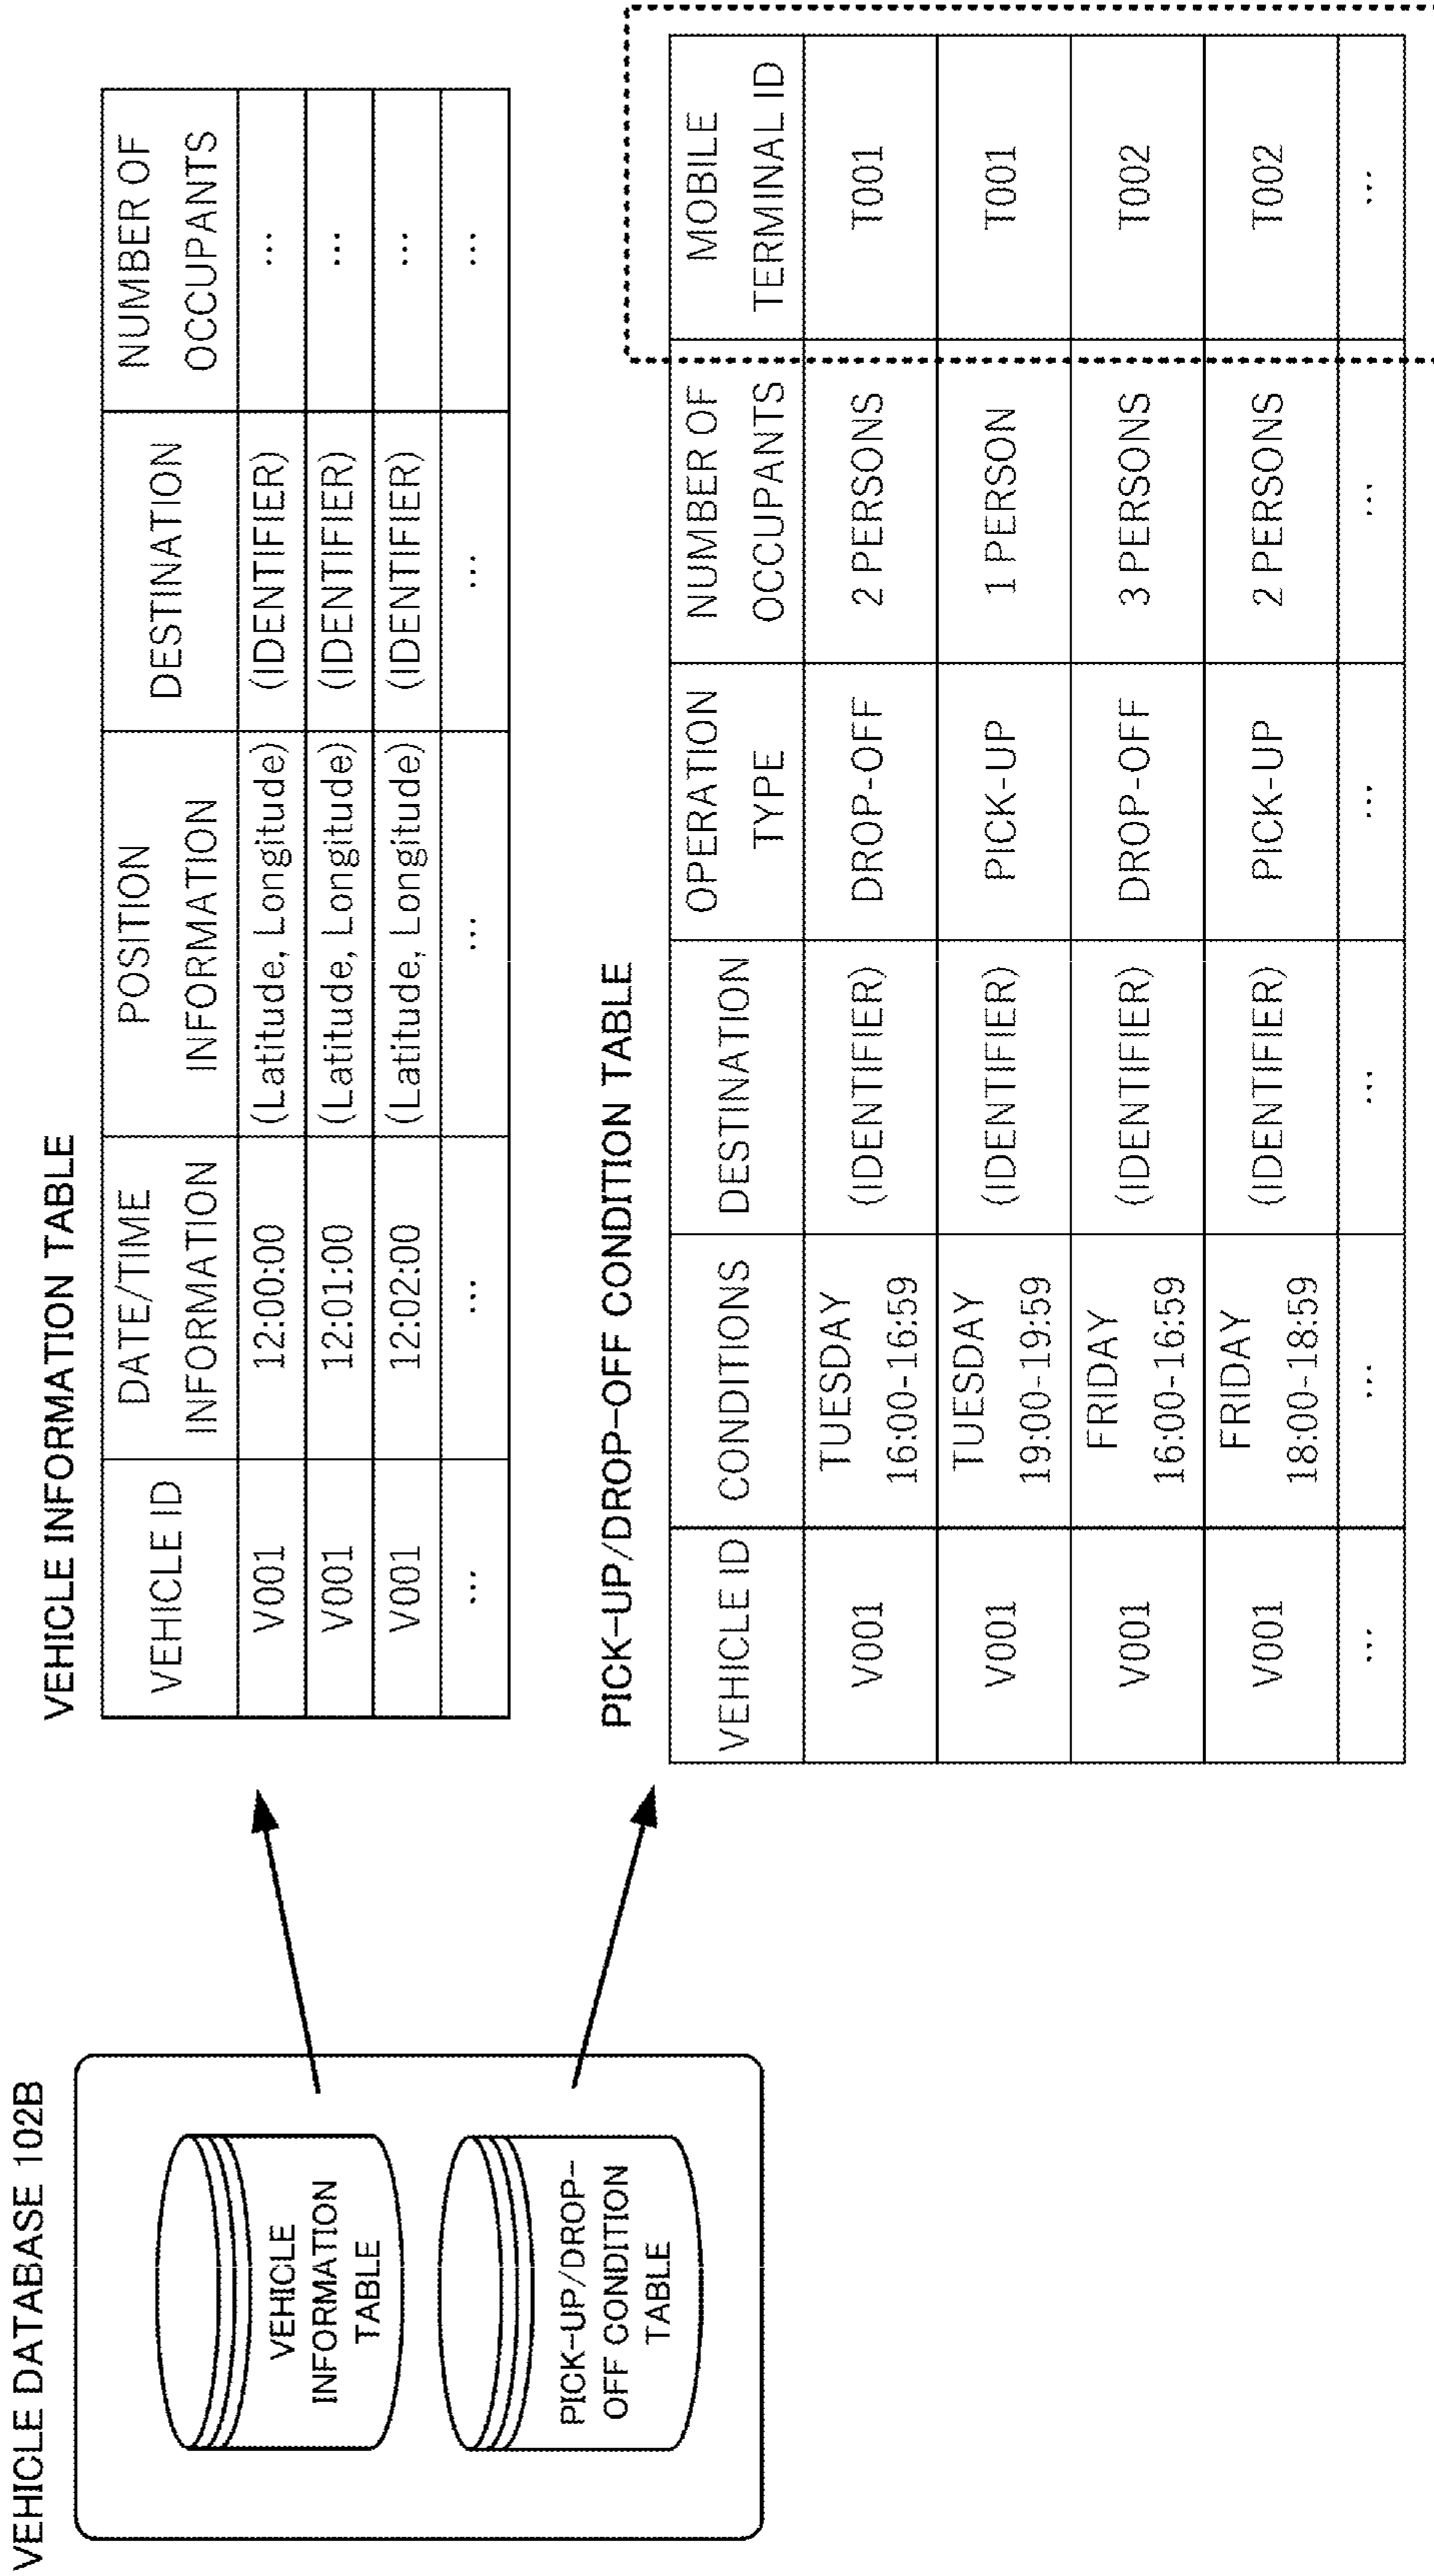 VEHICLE DATABASE 102B
VEHICLE
INFORMATION
TABLE
PICK-UP/DROP-
OFF CONDITION
TABLE
VEHICLE INFORMATION TABLE
VEHICLE ID
DATE/TIME
INFORMATION
POSITION
INFORMATION
DESTINATION
NUMBER OF
OCCUPANTS
V001 12:00:00 (Latitude, Longitude) (IDENTIFIER) ...
V001 12:01:00 (Latitude, Longitude) (IDENTIFIER) ...
V001 12:02:00 (Latitude, Longitude) (IDENTIFIER) ...
... ... ... ... ...
PICK-UP/DROP-OFF CONDITION TABLE
VEHICLE ID
CONDITIONS
DESTINATION
OPERATION
TYPE
NUMBER OF
OCCUPANTS
MOBILE
TERMINAL ID
V001
TUESDAY
16:00-16:59
(IDENTIFIER)
DROP-OFF
2 PERSONS
T001
V001
TUESDAY
19:00-19:59
(IDENTIFIER)
PICK-UP
1 PERSON
T001
V001
FRIDAY
16:00-16:59
(IDENTIFIER)
DROP-OFF
3 PERSONS
T002
V001
FRIDAY
18:00-18:59
(IDENTIFIER)
PICK-UP
2 PERSONS
T002
... ... ... ... ... ...